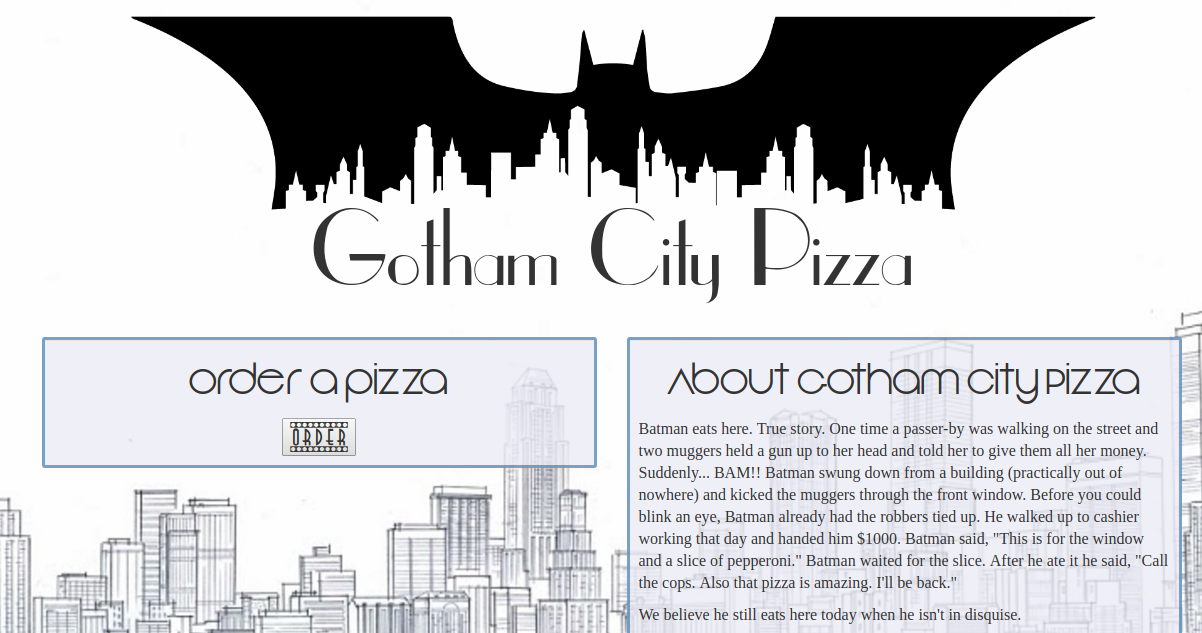 Gotham City Pizza
order a pizza
ORDER
About gotham city pizza
Batman eats here. True story. One time a passer-by was walking on the street and
two muggers held a gun up to her head and told her to give them all her money.
Suddenly... BAM!! Batman swung down from a building (practically out of
nowhere) and kicked the muggers through the front window. Before you could
blink an eye, Batman already had the robbers tied up. He walked up to cashier
working that day and handed him $1000. Batman said, "This is for the window
and a slice of pepperoni." Batman waited for the slice. After he ate it he said, "Call
the cops. Also that pizza is amazing. I'll be back."
We believe he still eats here today when he isn't in disquise.